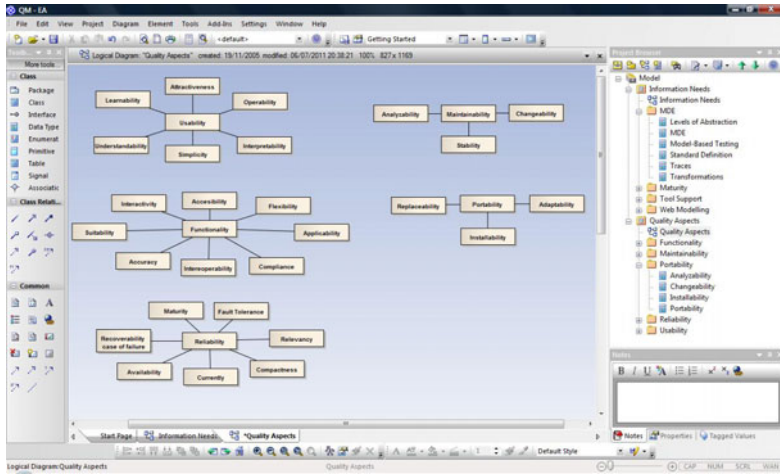 QM - EA
File Edit View Project Diagram Element Tools Add-Ins Settings Window Help
<default>
Getting Started
Logical Diagram: "Quality Aspects" created: 19/11/2005 modified: 06/07/2011 20:38:21 100% 827 x 1169
More tools...
Class
Package
Class
Interface
Data Type
Enumerat
Primitive
Table
Signal
Associatic
Class Relati...
Common
Attractiveness
Learnability
Operability
Usability
Understandability
Simplicity
Interpretability
Analyzability
Maintainability
Changeability
Stability
Interactivity
Accesibility
Flexibility
Suitability
Functionality
Applicability
Accuracy
Interoperability
Compliance
Replaceability
Portability
Adaptability
Installability
Maturity
Fault Tolerance
Recoverability
case of failure
Reliability
Relevancy
Availability
Currently
Compactness
Start Page
Information Needs
*Quality Aspects
Project Browser
Model
Information Needs
Information Needs
MDE
Levels of Abstraction
MDE
Model-Based Testing
Standard Definition
Traces
Transformations
Maturity
Tool Support
Web Modelling
Quality Aspects
Quality Aspects
Functionality
Maintainability
Portability
Analyzability
Changeability
Installability
Portability
Reliability
Usability
Notes
B I U A
Notes Properties Tagged Values
Default Style
Logical Diagram:Quality Aspects
Quality Aspects
CAP NUM SCRL WAN